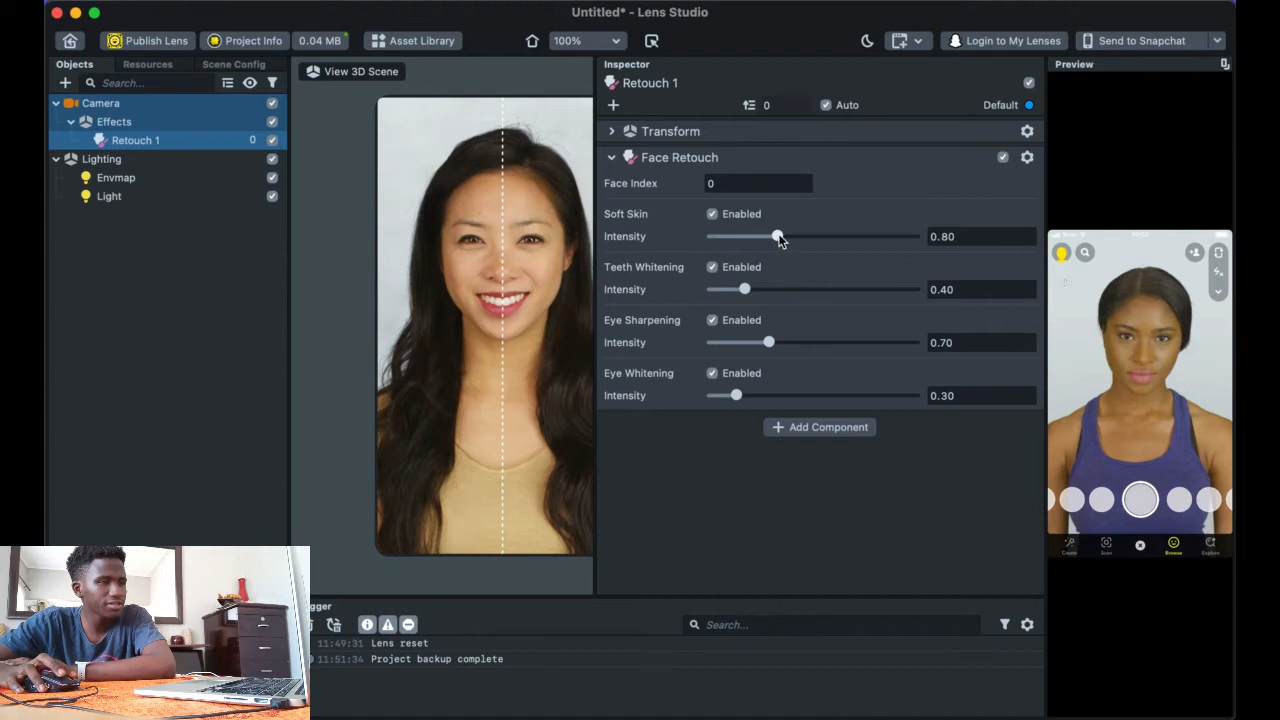 Untitled* - Lens Studio
Publish Lens
Project Info
0.04 MB
Asset Library
100%
Login to My Lenses
Send to Snapchat
Objects
Resources
Scene Config
Search...
Camera
Effects
Retouch 1
0
Lighting
Envmap
Light
View 3D Scene
Inspector
Retouch 1
0
Auto
Default
Transform
Face Retouch
Face Index
0
Soft Skin
Enabled
Intensity
0.80
Teeth Whitening
Enabled
Intensity
0.40
Eye Sharpening
Enabled
Intensity
0.70
Eye Whitening
Enabled
Intensity
0.30
Add Component
Preview
Create
Scan
Browse
Explore
gger
Search...
11:49:31 Lens reset
11:51:34 Project backup complete